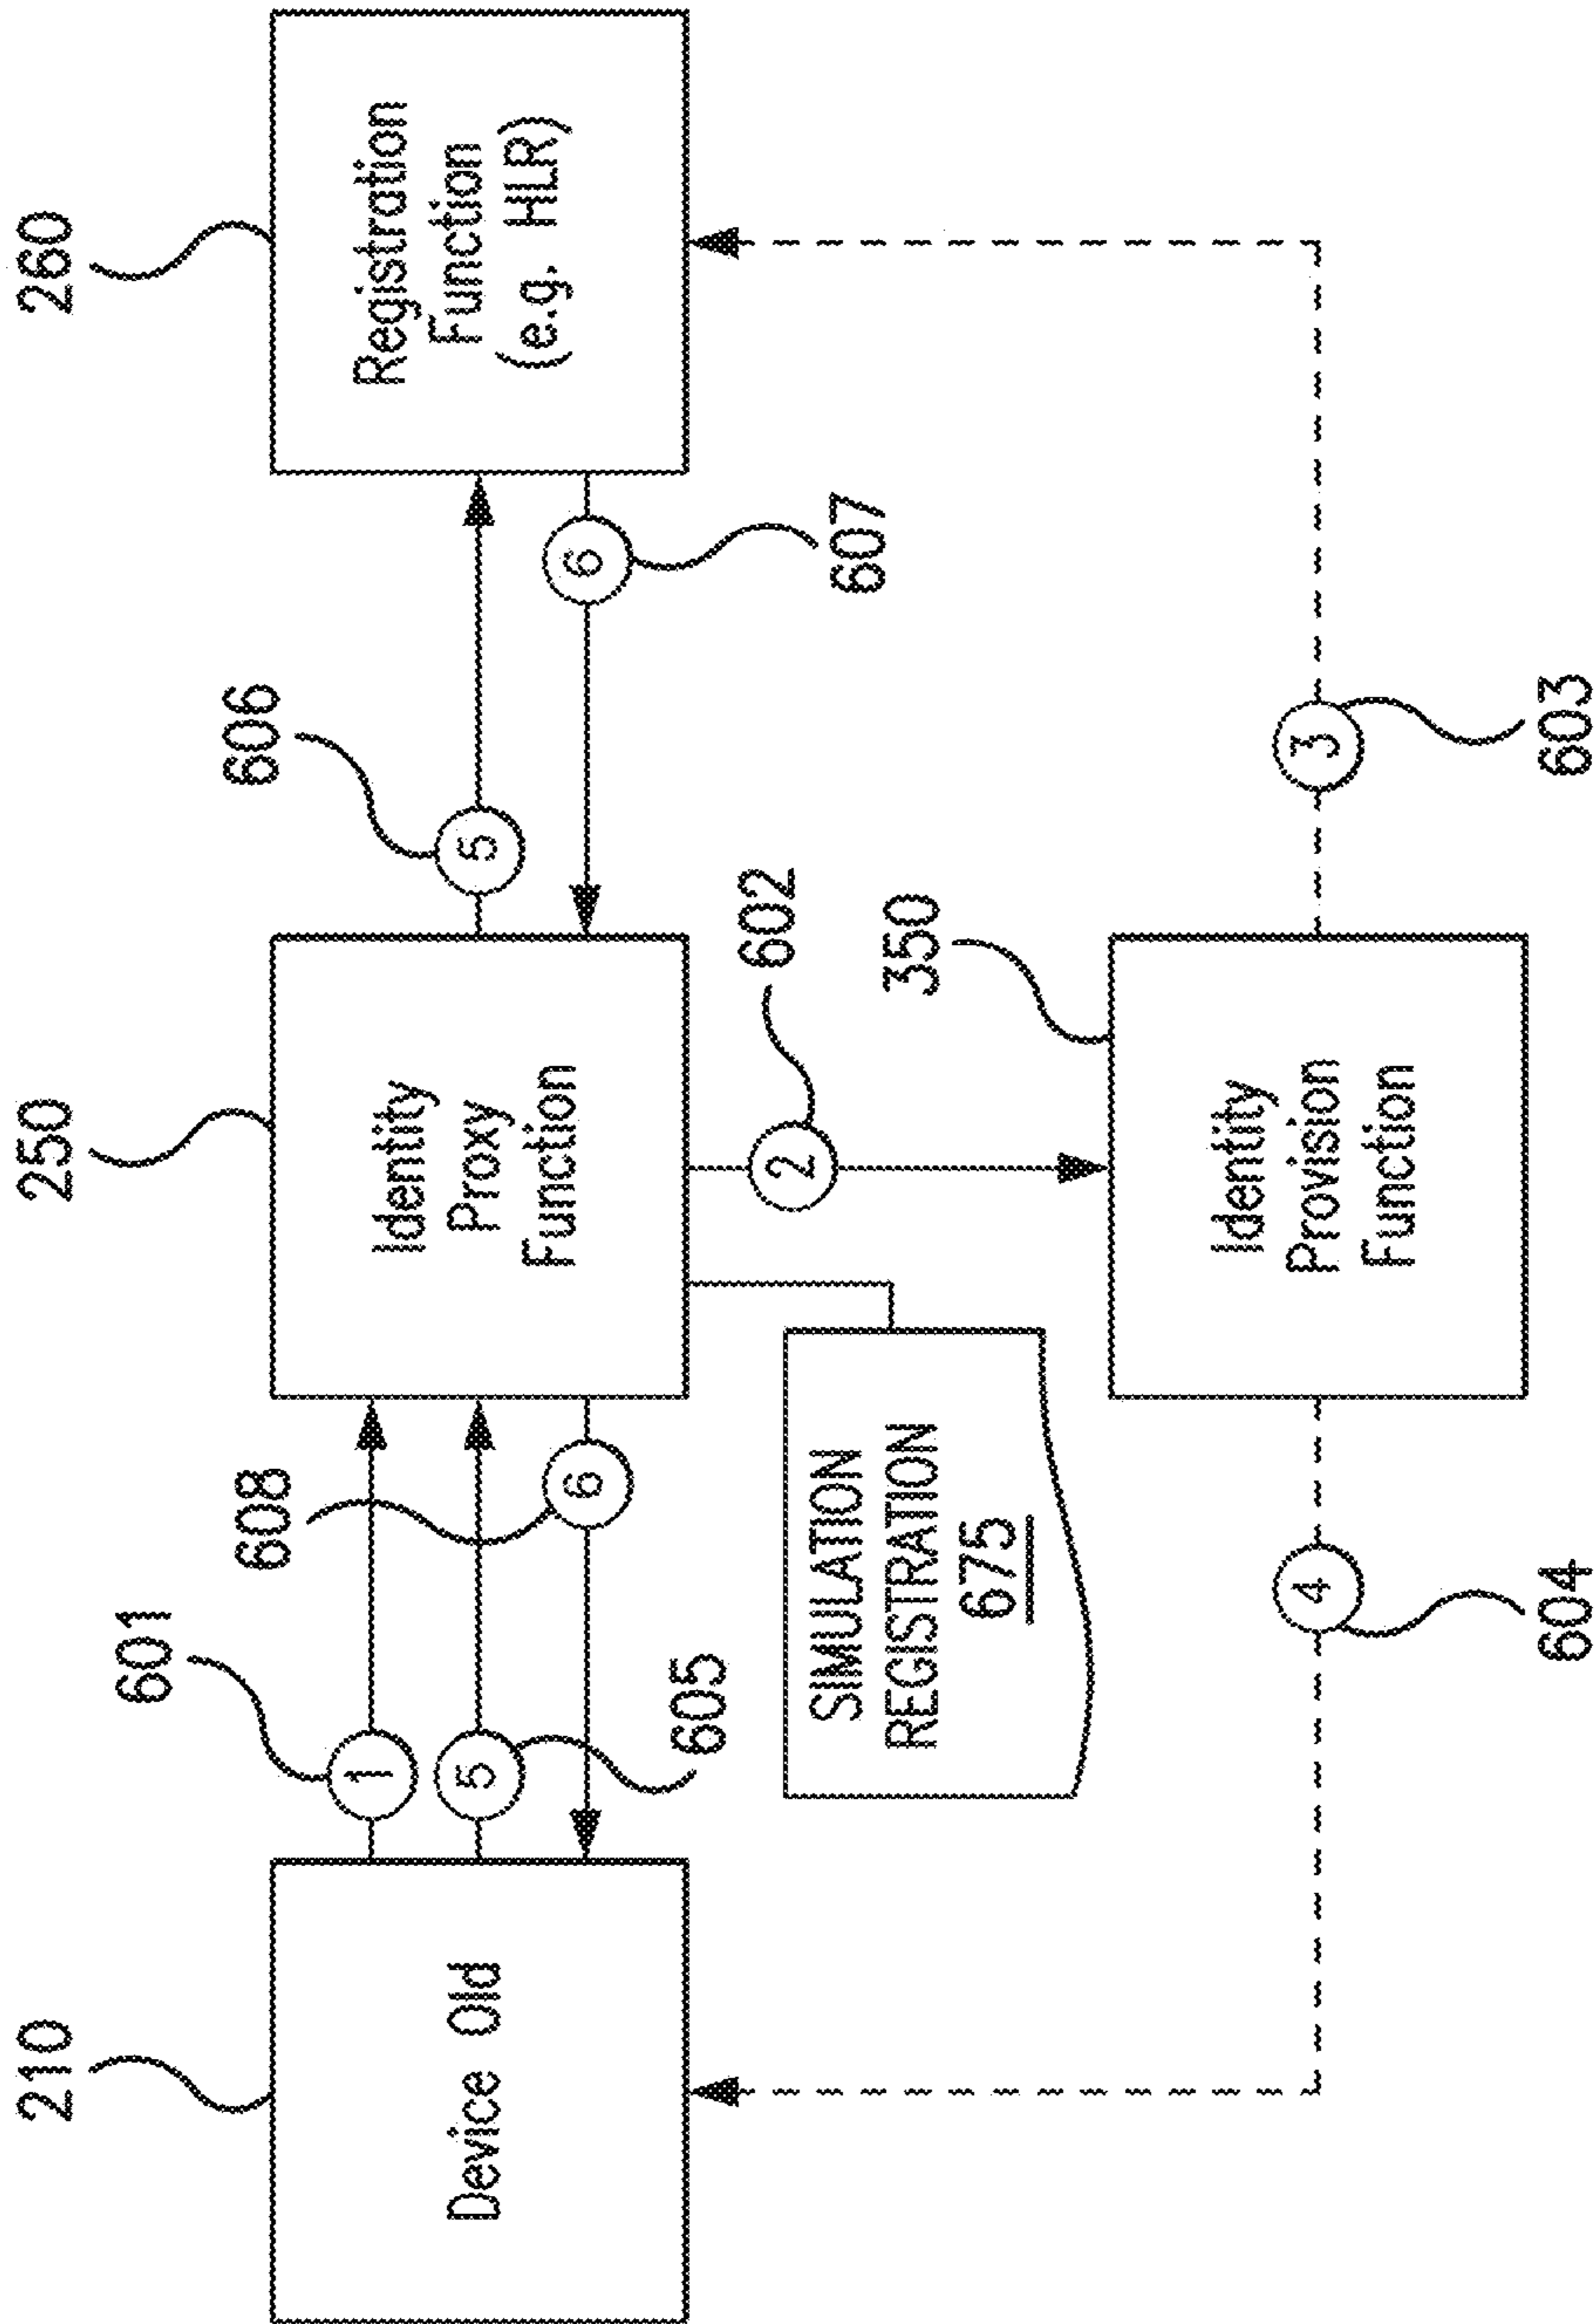 210
250
260
601
608
606
1
5
6
5
6
Device Old
Identity
Proxy
Function
Registration
Function
(e.g. HLR)
605
602
607
2
SIMULATION
REGISTRATION
675
350
Identity
Provision
Function
4
3
604
603